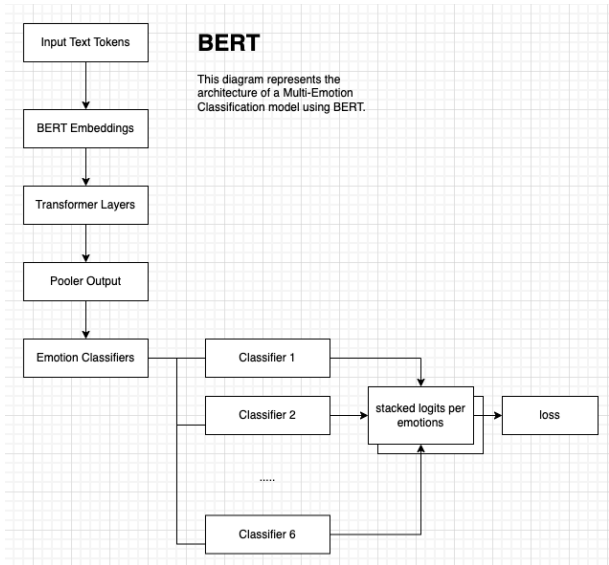 Input Text Tokens
BERT
This diagram represents the
architecture of a Multi-Emotion
Classification model using BERT.
BERT Embeddings
Transformer Layers
Pooler Output
Emotion Classifiers
Classifier 1
Classifier 2
stacked logits per
emotions
loss
.....
Classifier 6